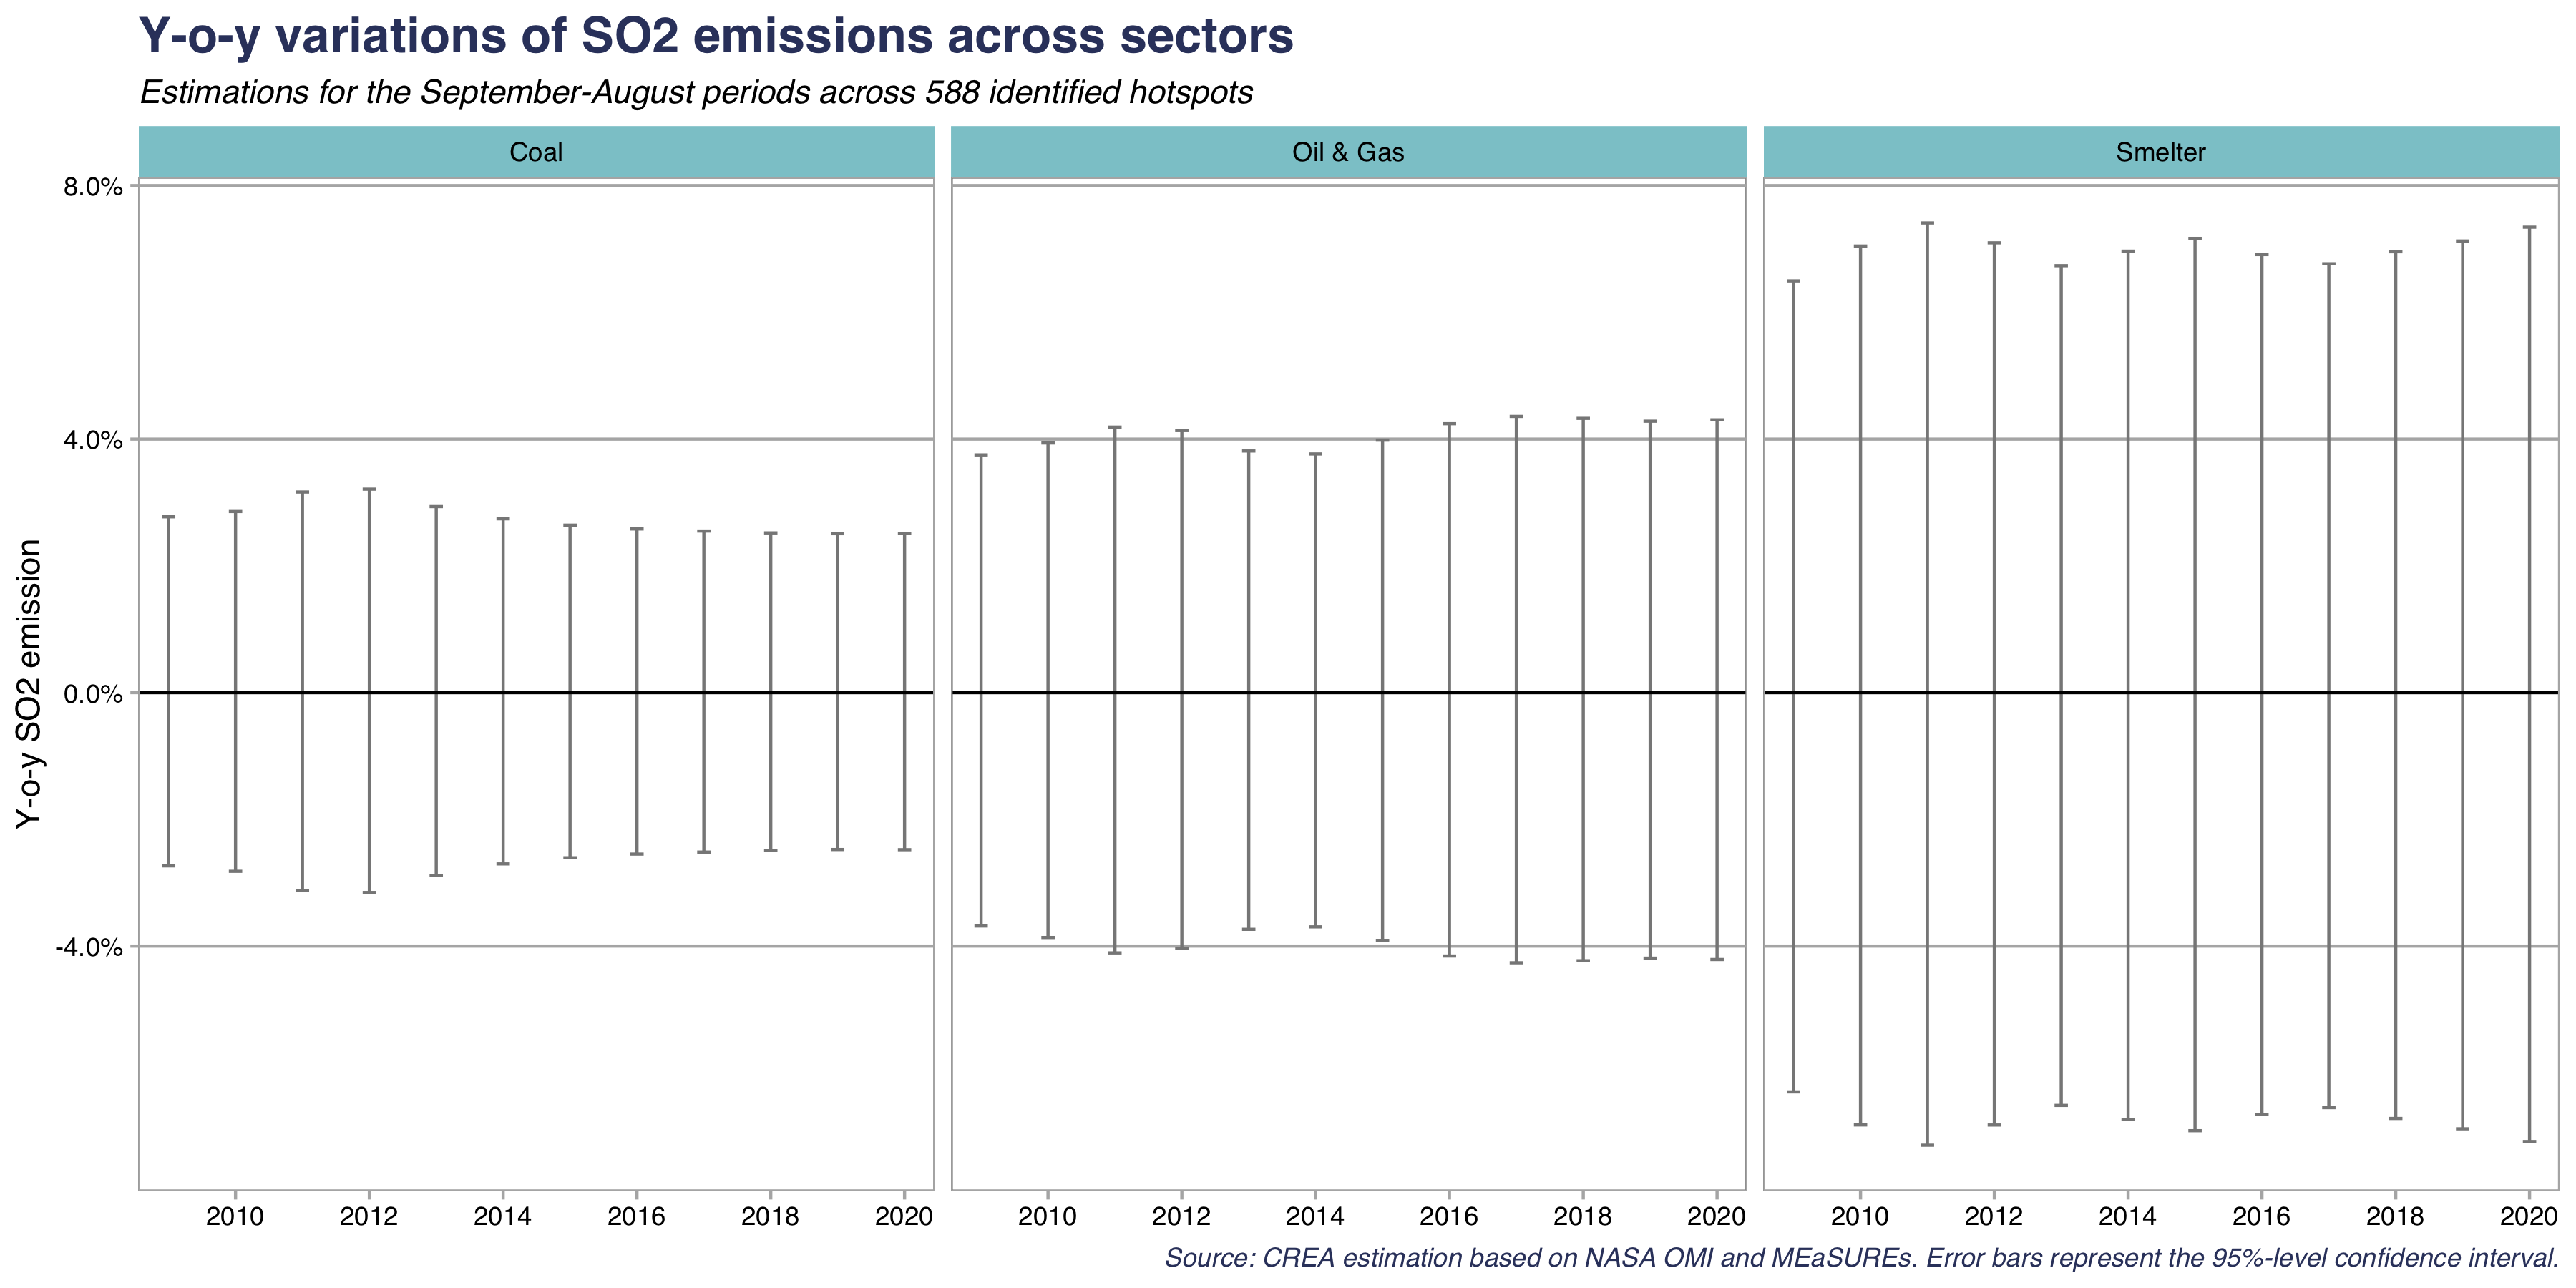 Y-o-y variations of SO2 emissions across sectors
Estimations for the September-August periods across 588 identified hotspots
Coal
Oil & Gas
Smelter
8.0%
4.0%
0.0%
-4.0%
Y-o-y SO2 emission
2010 2012 2014 2016 2018 2020
2010 2012 2014 2016 2018 2020
2010 2012 2014 2016 2018 2020
Source: CREA estimation based on NASA OMI and MEaSUREs. Error bars represent the 95%-level confidence interval.